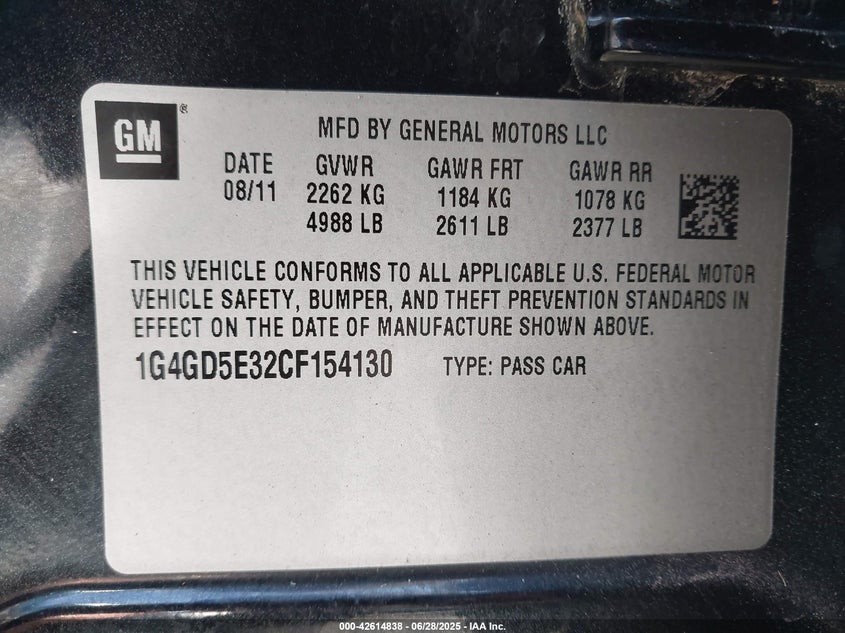 GM ®
MFD BY GENERAL MOTORS LLC
DATE GVWR GAWR FRT GAWR RR
08/11 2262 KG 1184 KG 1078 KG
4988 LB 2611 LB 2377 LB
THIS VEHICLE CONFORMS TO ALL APPLICABLE U.S. FEDERAL MOTOR
VEHICLE SAFETY, BUMPER, AND THEFT PREVENTION STANDARDS IN
EFFECT ON THE DATE OF MANUFACTURE SHOWN ABOVE.
1G4GD5E32CF154130 TYPE: PASS CAR
000-42614838 - 06/28/2025 - IAA Inc.